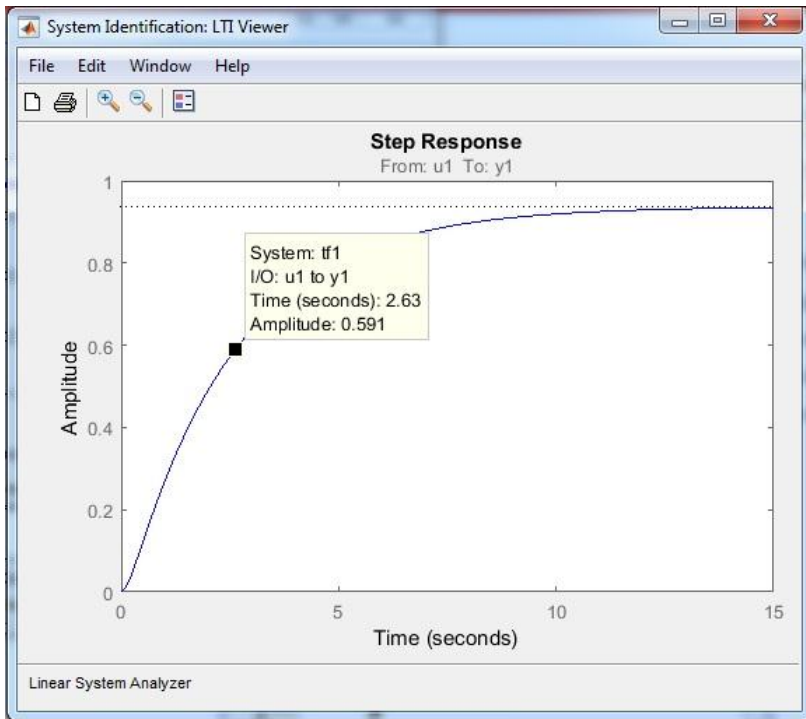 System Identification: LTI Viewer
File Edit Window Help
Step Response
From: u1 To: y1
1
0.8
0.6
0.4
0.2
0
Amplitude
System: tf1
I/O: u1 to y1
Time (seconds): 2.63
Amplitude: 0.591
0 5 10 15
Time (seconds)
Linear System Analyzer